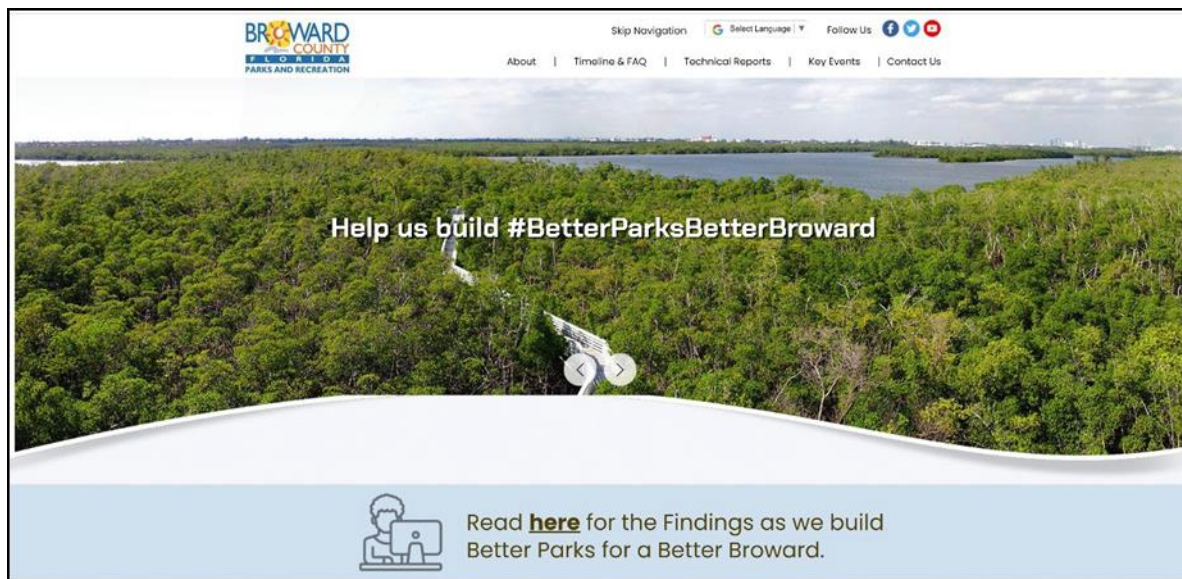 BROWARD
COUNTY
FLORIDA
PARKS AND RECREATION
Skip Navigation
G Select Language | ▼
Follow Us
About | Timeline & FAQ | Technical Reports | Key Events | Contact Us
Help us build #BetterParksBetterBroward
Read here for the Findings as we build
Better Parks for a Better Broward.